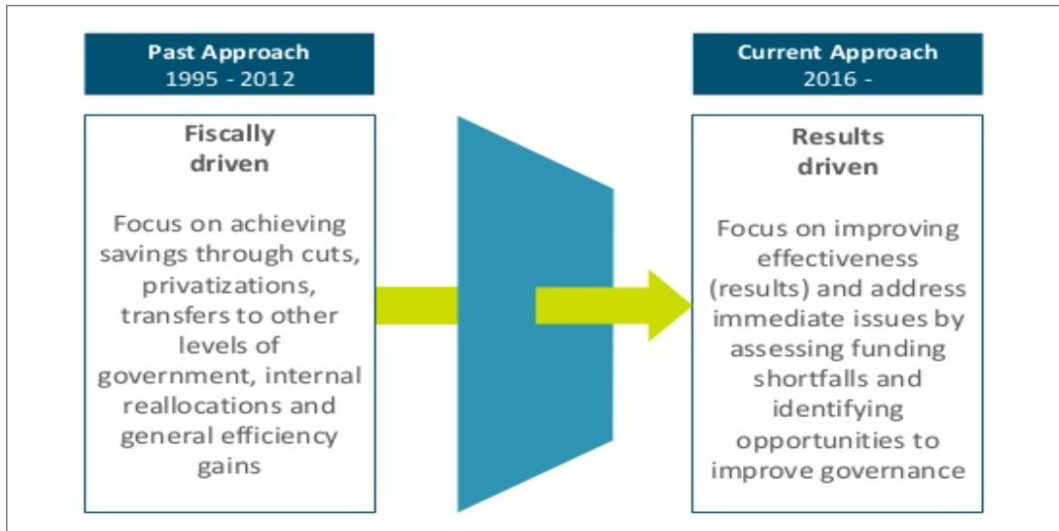 Past Approach
1995 - 2012
Fiscally
driven
Focus on achieving
savings through cuts,
privatizations,
transfers to other
levels of
government, internal
reallocations and
general efficiency
gains
Current Approach
2016 -
Results
driven
Focus on improving
effectiveness
(results) and address
immediate issues by
assessing funding
shortfalls and
identifying
opportunities to
improve governance